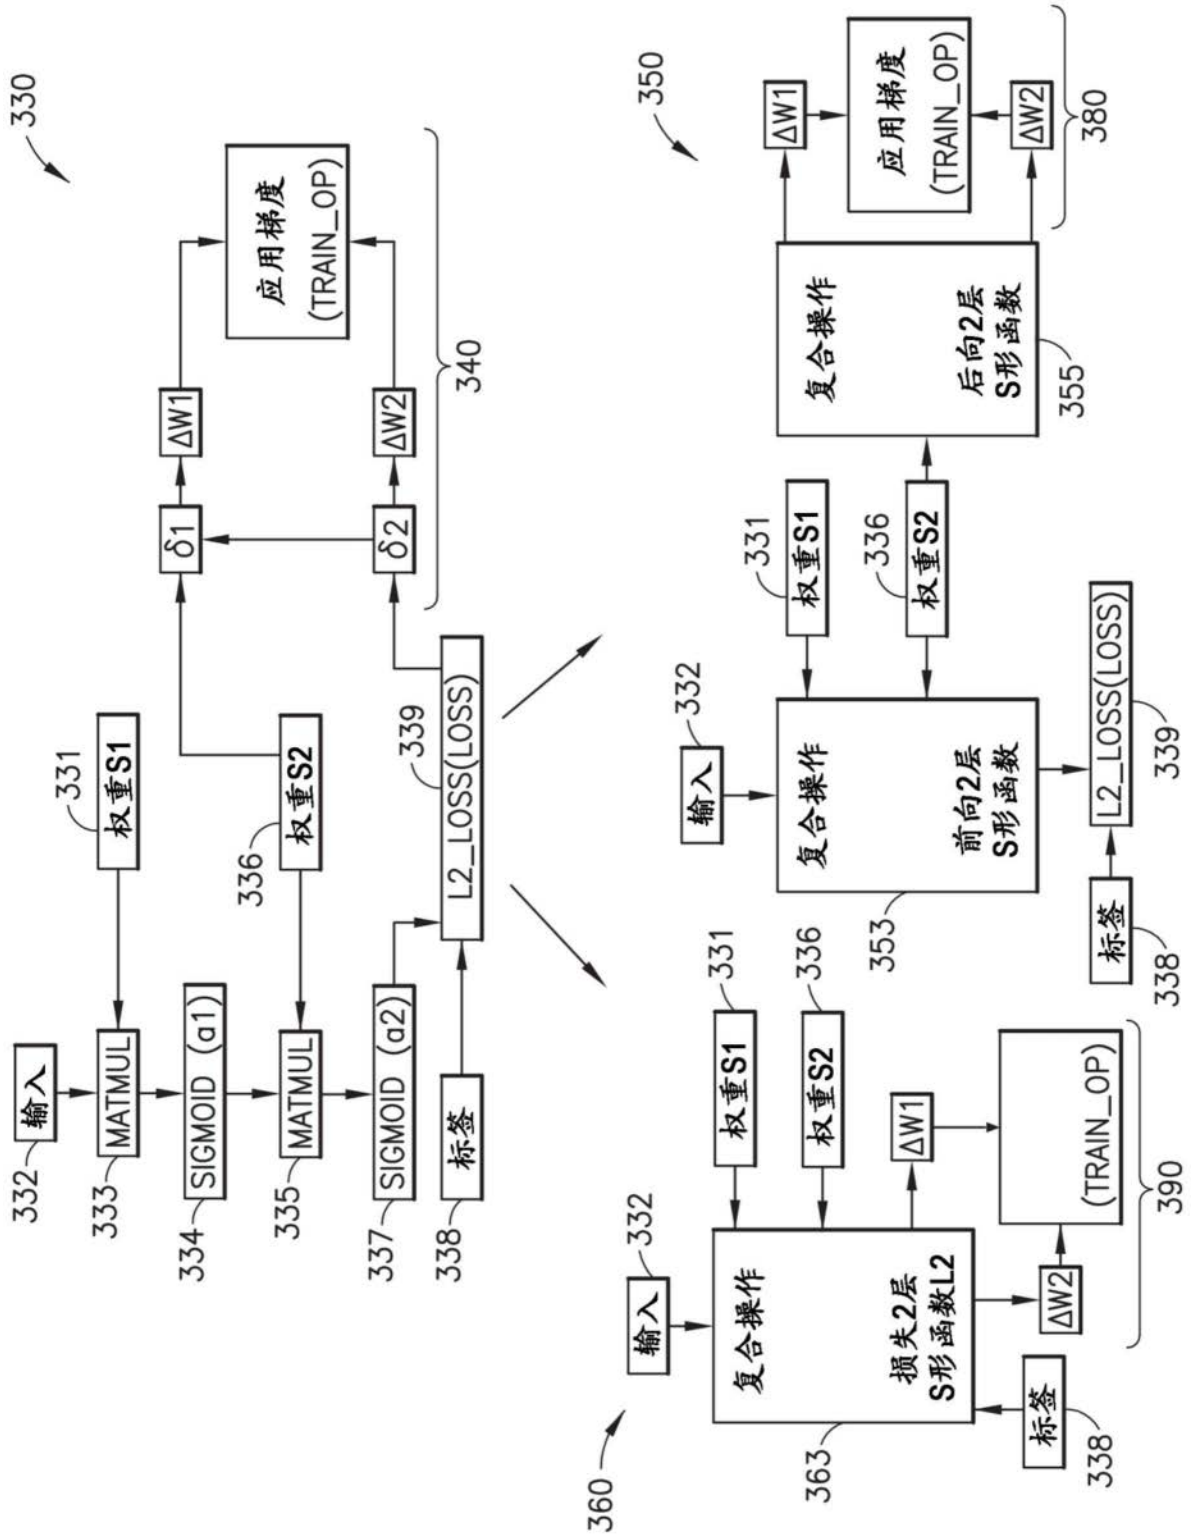 330
332
输入
333
MATMUL
331
权重S1
334
SIGMOID (a1)
335
MATMUL
336
权重S2
337
SIGMOID (a2)
338
标签
339
L2_LOSS(LOSS)
δ1
δ2
ΔW1
ΔW2
应用梯度
(TRAIN_OP)
340
360
332
输入
331
权重S1
336
权重S2
363
复合操作
损失2层
S形函数L2
338
标签
ΔW1
ΔW2
(TRAIN_OP)
390
350
332
输入
331
权重S1
336
权重S2
353
复合操作
前向2层
S形函数
338
标签
L2_LOSS(LOSS)
339
复合操作
后向2层
S形函数
355
ΔW1
ΔW2
应用梯度
(TRAIN_OP)
380